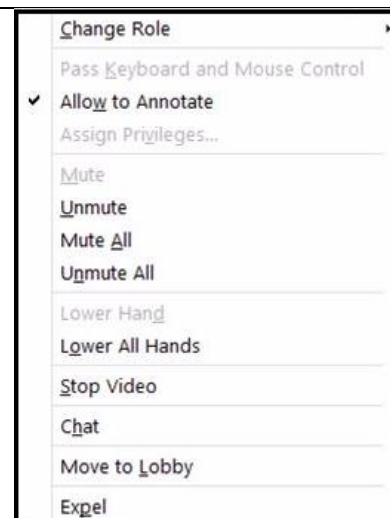 Change Role
Pass Keyboard and Mouse Control
Allow to Annotate
Assign Privileges...
Mute
Unmute
Mute All
Unmute All
Lower Hand
Lower All Hands
Stop Video
Chat
Move to Lobby
Expel